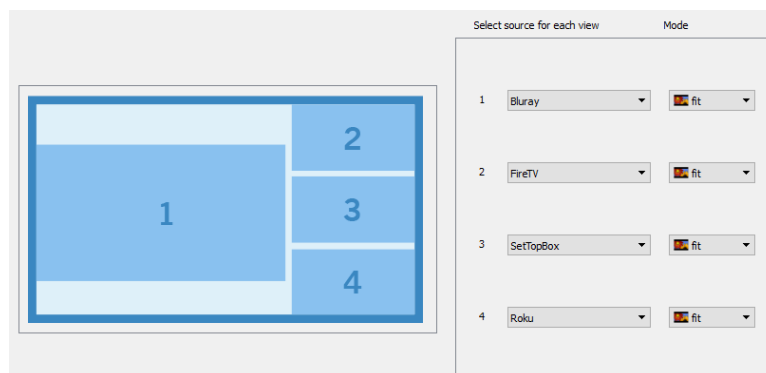 Select source for each view Mode
1 Bluray fit
2 FireTV fit
3 SetTopBox fit
4 Roku fit
1
2
3
4